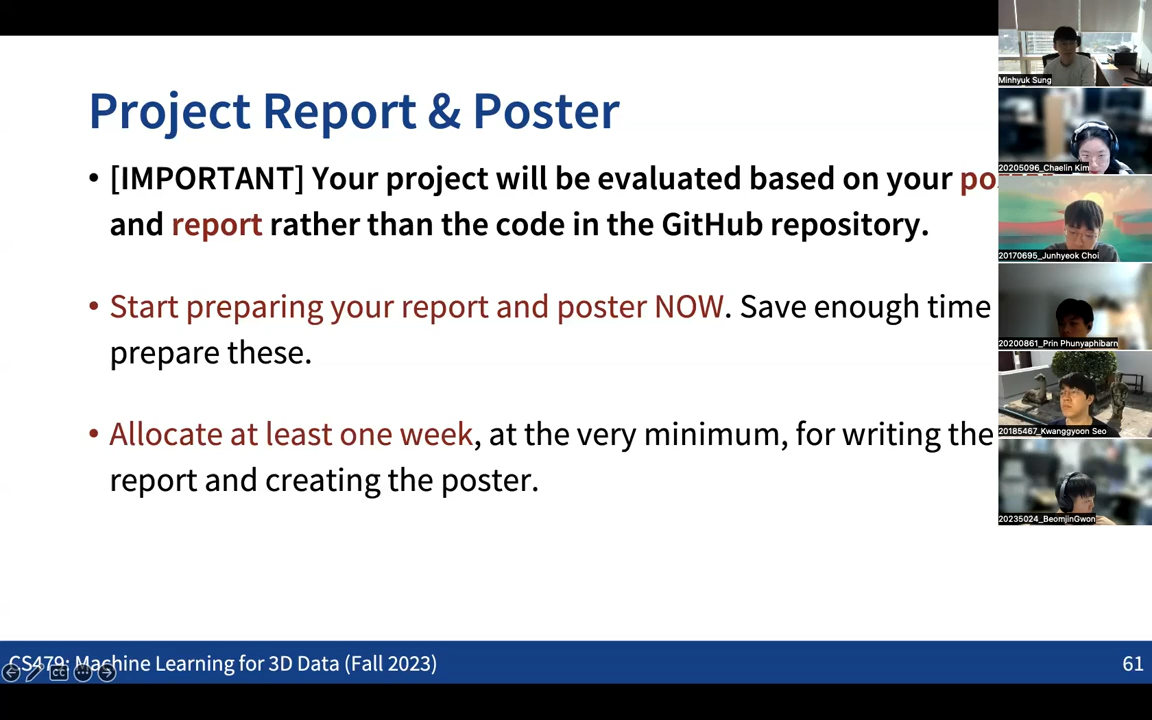 Project Report & Poster
• [IMPORTANT] Your project will be evaluated based on your
and report rather than the code in the GitHub repository.
• Start preparing your report and poster NOW. Save enough time
prepare these.
• Allocate at least one week, at the very minimum, for writing the
report and creating the poster.
CS479: Machine Learning for 3D Data (Fall 2023)
61
Minhyuk Sung
20205096_Chaelin Kim
20170695_Junhyeok Choi
20200861_Prin Phunyaphibarn
20185467_Kwanggyoon Seo
20235024_BeomjinGwon